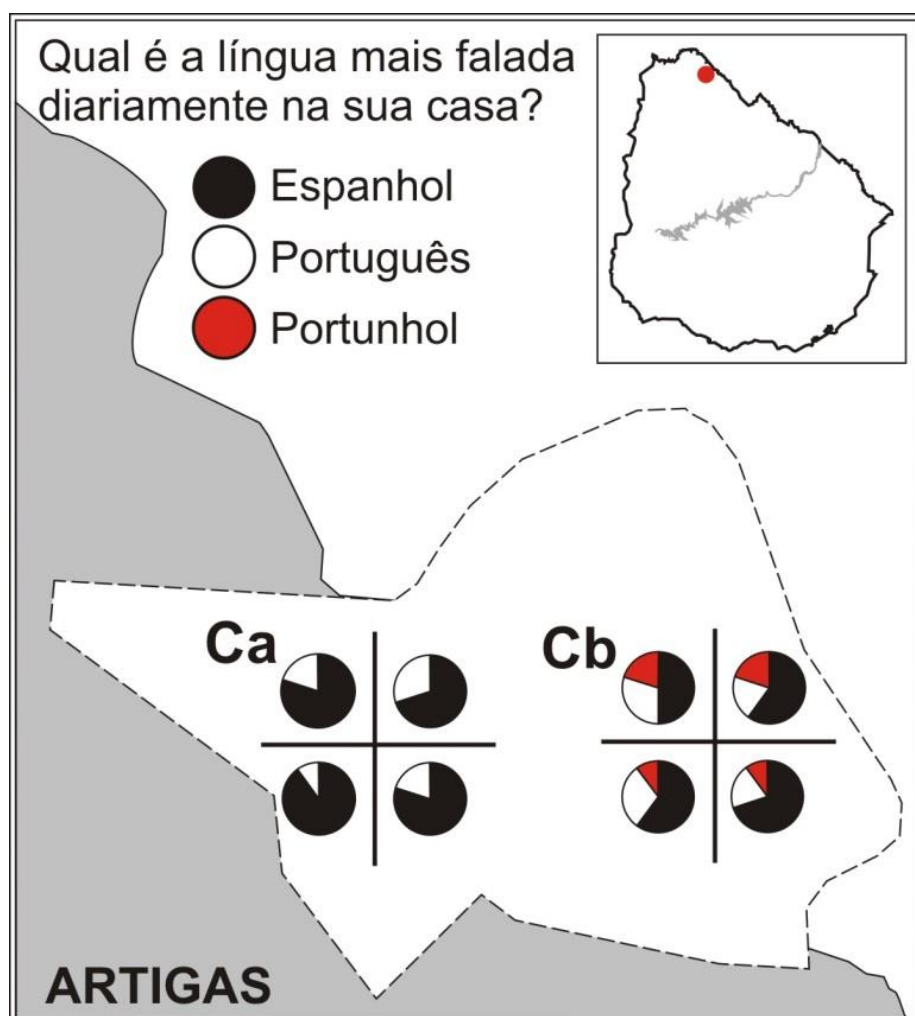 Qual é a língua mais falada
diariamente na sua casa?
Espanhol
Português
Portunhol
Ca
Cb
ARTIGAS